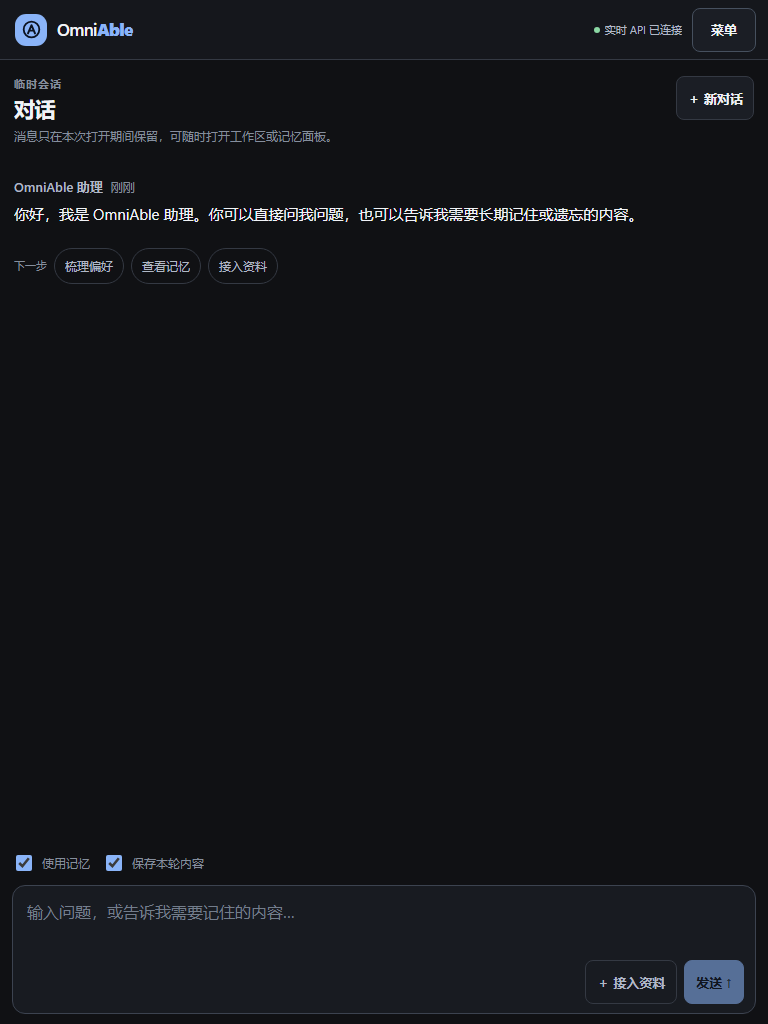 OmniAble
实时 API 已连接
菜单
临时会话
对话
消息只在本次打开期间保留，可随时打开工作区或记忆面板。
+ 新对话
OmniAble 助理 刚刚
你好，我是 OmniAble 助理。你可以直接问我问题，也可以告诉我需要长期记住或遗忘的内容。
下一步 梳理偏好 查看记忆 接入资料
使用记忆 保存本轮内容
输入问题，或告诉我需要记住的内容...
+ 接入资料 发送 ↑